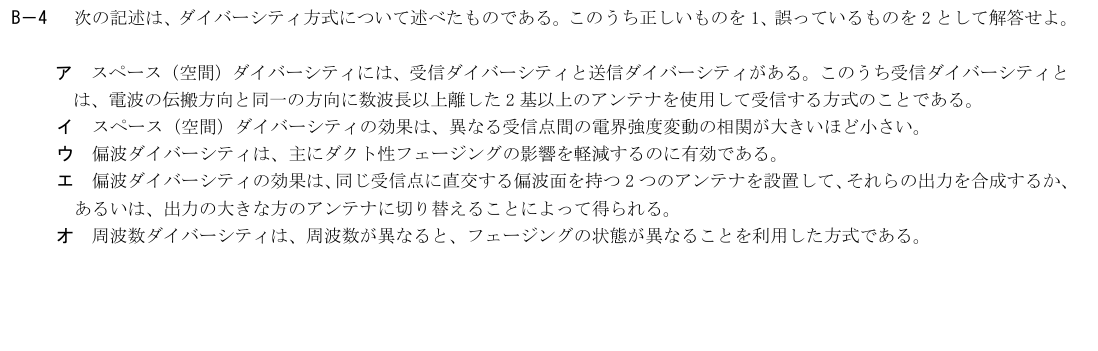 B－4　次の記述は、ダイバーシティ方式について述べたものである。このうち正しいものを 1、誤っているものを 2 として解答せよ。
ア　スペース（空間）ダイバーシティには、受信ダイバーシティと送信ダイバーシティがある。このうち受信ダイバーシティと
は、電波の伝搬方向と同一の方向に数波長以上離した 2 基以上のアンテナを使用して受信する方式のことである。
イ　スペース（空間）ダイバーシティの効果は、異なる受信点間の電界強度変動の相関が大きいほど小さい。
ウ　偏波ダイバーシティは、主にダクト性フェージングの影響を軽減するのに有効である。
エ　偏波ダイバーシティの効果は、同じ受信点に直交する偏波面を持つ 2 つのアンテナを設置して、それらの出力を合成するか、
あるいは、出力の大きな方のアンテナに切り替えることによって得られる。
オ　周波数ダイバーシティは、周波数が異なると、フェージングの状態が異なることを利用した方式である。